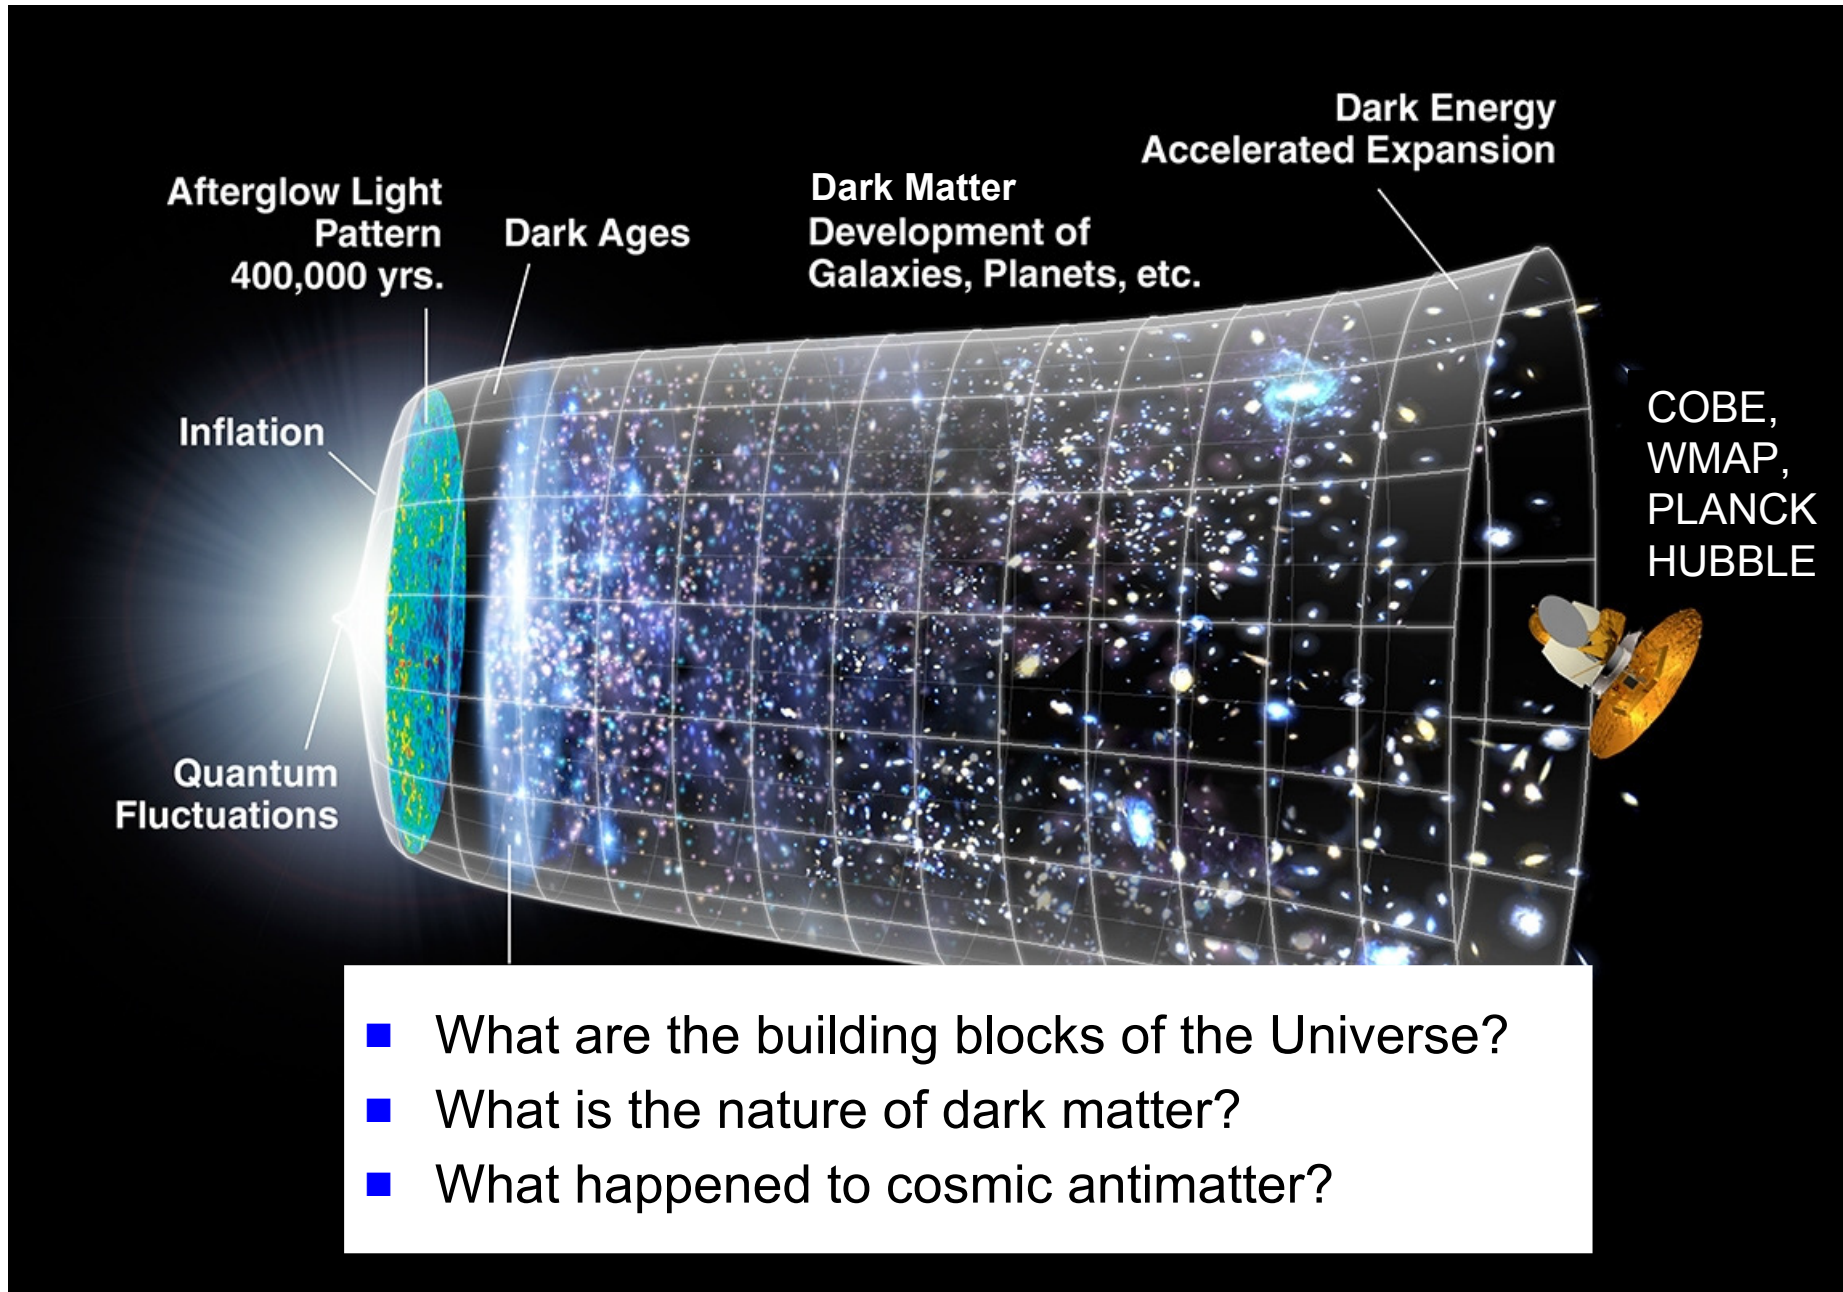 Dark Energy
Accelerated Expansion
Afterglow Light
Pattern
400,000 yrs.
Dark Ages
Dark Matter
Development of
Galaxies, Planets, etc.
Inflation
Quantum
Fluctuations
COBE,
WMAP,
PLANCK
HUBBLE
■ What are the building blocks of the Universe?
■ What is the nature of dark matter?
■ What happened to cosmic antimatter?